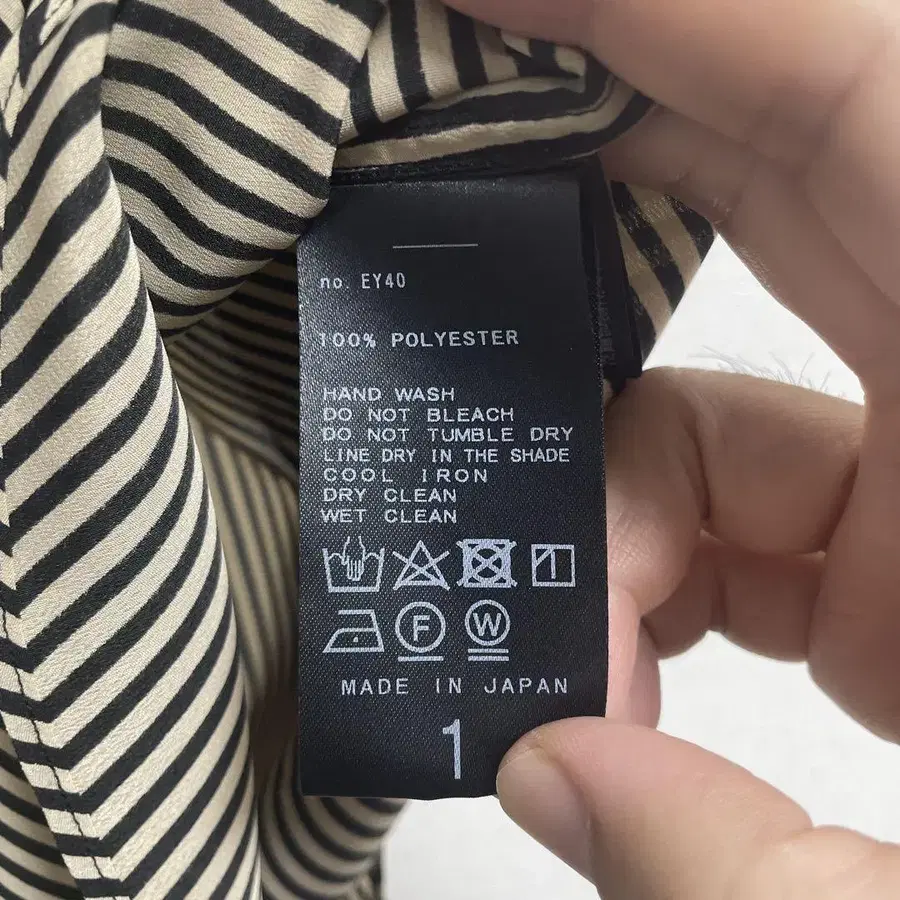 no. EY40
100% POLYESTER
HAND WASH
DO NOT BLEACH
DO NOT TUMBLE DRY
LINE DRY IN THE SHADE
COOL IRON
DRY CLEAN
WET CLEAN
F W
MADE IN JAPAN
1